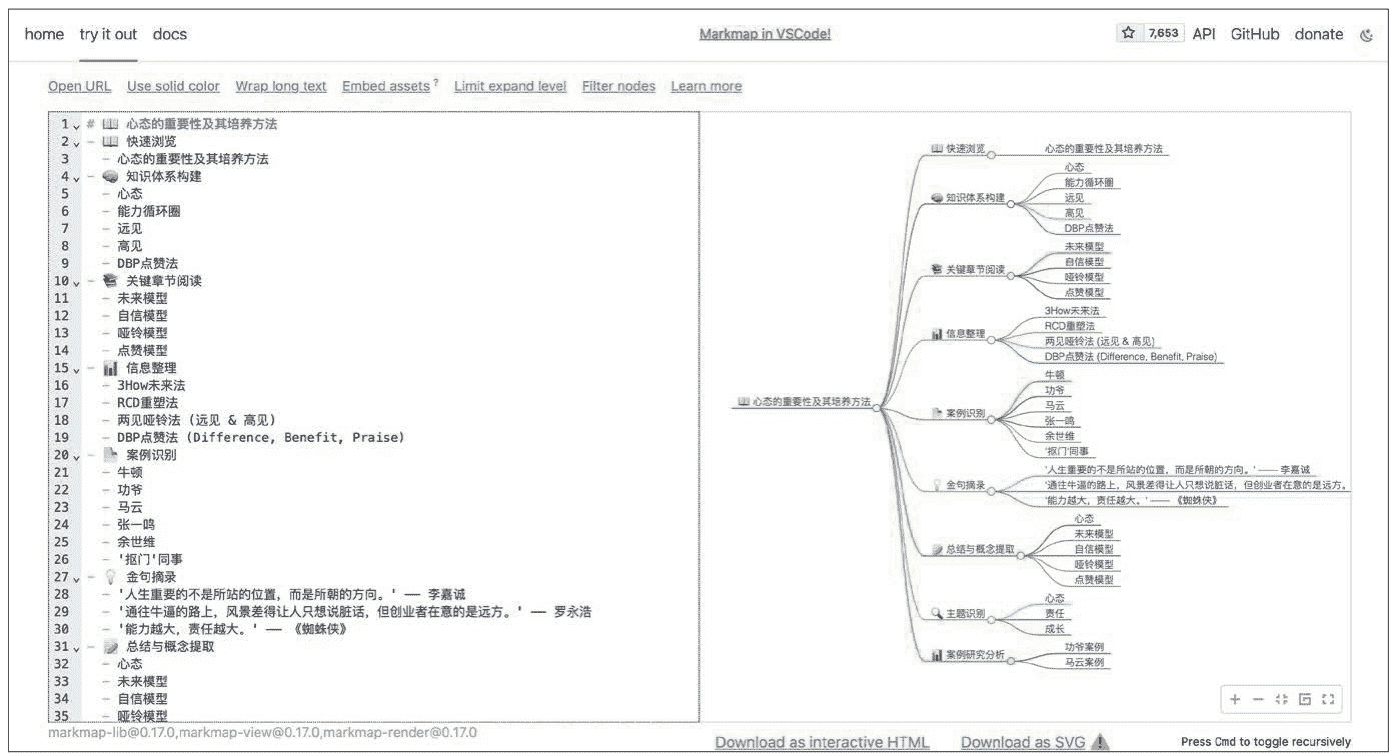 home try it out docs
Markmap in VSCode!
7,653 API GitHub donate
Open URL Use solid color Wrap long text Embed assets ? Limit expand level Filter nodes Learn more
1 # 📖 心态的重要性及其培养方法
2 - 📖 快速浏览
3 - 心态的重要性及其培养方法
4 - 🧠 知识体系构建
5 - 心态
6 - 能力循环圈
7 - 远见
8 - 高见
9 - DBP点赞法
10 - 📚 关键章节阅读
11 - 未来模型
12 - 自信模型
13 - 哑铃模型
14 - 点赞模型
15 - 📊 信息整理
16 - 3How未来法
17 - RCD重塑法
18 - 两见哑铃法 (远见 & 高见)
19 - DBP点赞法 (Difference, Benefit, Praise)
20 - 📄 案例识别
21 - 牛顿
22 - 功爷
23 - 马云
24 - 张一鸣
25 - 余世维
26 - '抠门'同事
27 - 💡 金句摘录
28 - '人生重要的不是所站的位置，而是所朝的方向。' —— 李嘉诚
29 - '通往牛逼的路上，风景差得让人只想说脏话，但创业者在意的是远方。' —— 罗永浩
30 - '能力越大，责任越大。' —— 《蜘蛛侠》
31 - 📝 总结与概念提取
32 - 心态
33 - 未来模型
34 - 自信模型
35 - 哑铃模型
markmap-lib@0.17.0,markmap-view@0.17.0,markmap-render@0.17.0
📖 心态的重要性及其培养方法
📖 快速浏览
心态的重要性及其培养方法
🧠 知识体系构建
心态
能力循环圈
远见
高见
DBP点赞法
📚 关键章节阅读
未来模型
自信模型
哑铃模型
点赞模型
📊 信息整理
3How未来法
RCD重塑法
两见哑铃法 (远见 & 高见)
DBP点赞法 (Difference, Benefit, Praise)
📄 案例识别
牛顿
功爷
马云
张一鸣
余世维
'抠门'同事
💡 金句摘录
'人生重要的不是所站的位置，而是所朝的方向。' —— 李嘉诚
'通往牛逼的路上，风景差得让人只想说脏话，但创业者在意的是远方。
'能力越大，责任越大。' —— 《蜘蛛侠》
📝 总结与概念提取
心态
未来模型
自信模型
哑铃模型
点赞模型
🔍 主题识别
心态
责任
成长
📊 案例研究分析
功爷案例
马云案例
Download as interactive HTML Download as SVG
Press Cmd to toggle recursively